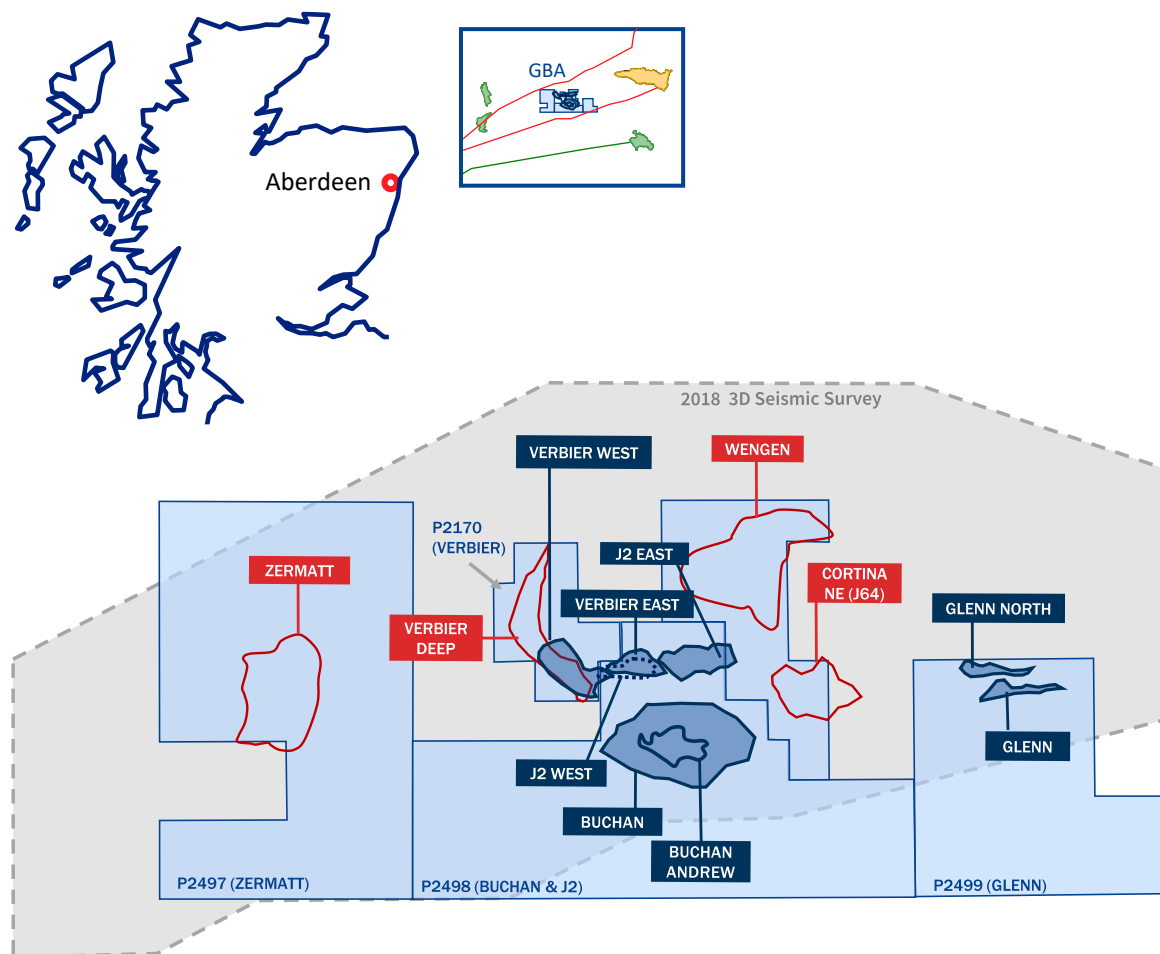 GBA
Aberdeen
2018 3D Seismic Survey
VERBIER WEST
WENGEN
P2170
(VERBIER)
J2 EAST
ZERMATT
CORTINA
NE (J64)
VERBIER EAST
GLENN NORTH
VERBIER
DEEP
GLENN
J2 WEST
BUCHAN
BUCHAN
ANDREW
P2497 (ZERMATT)
P2498 (BUCHAN & J2)
P2499 (GLENN)